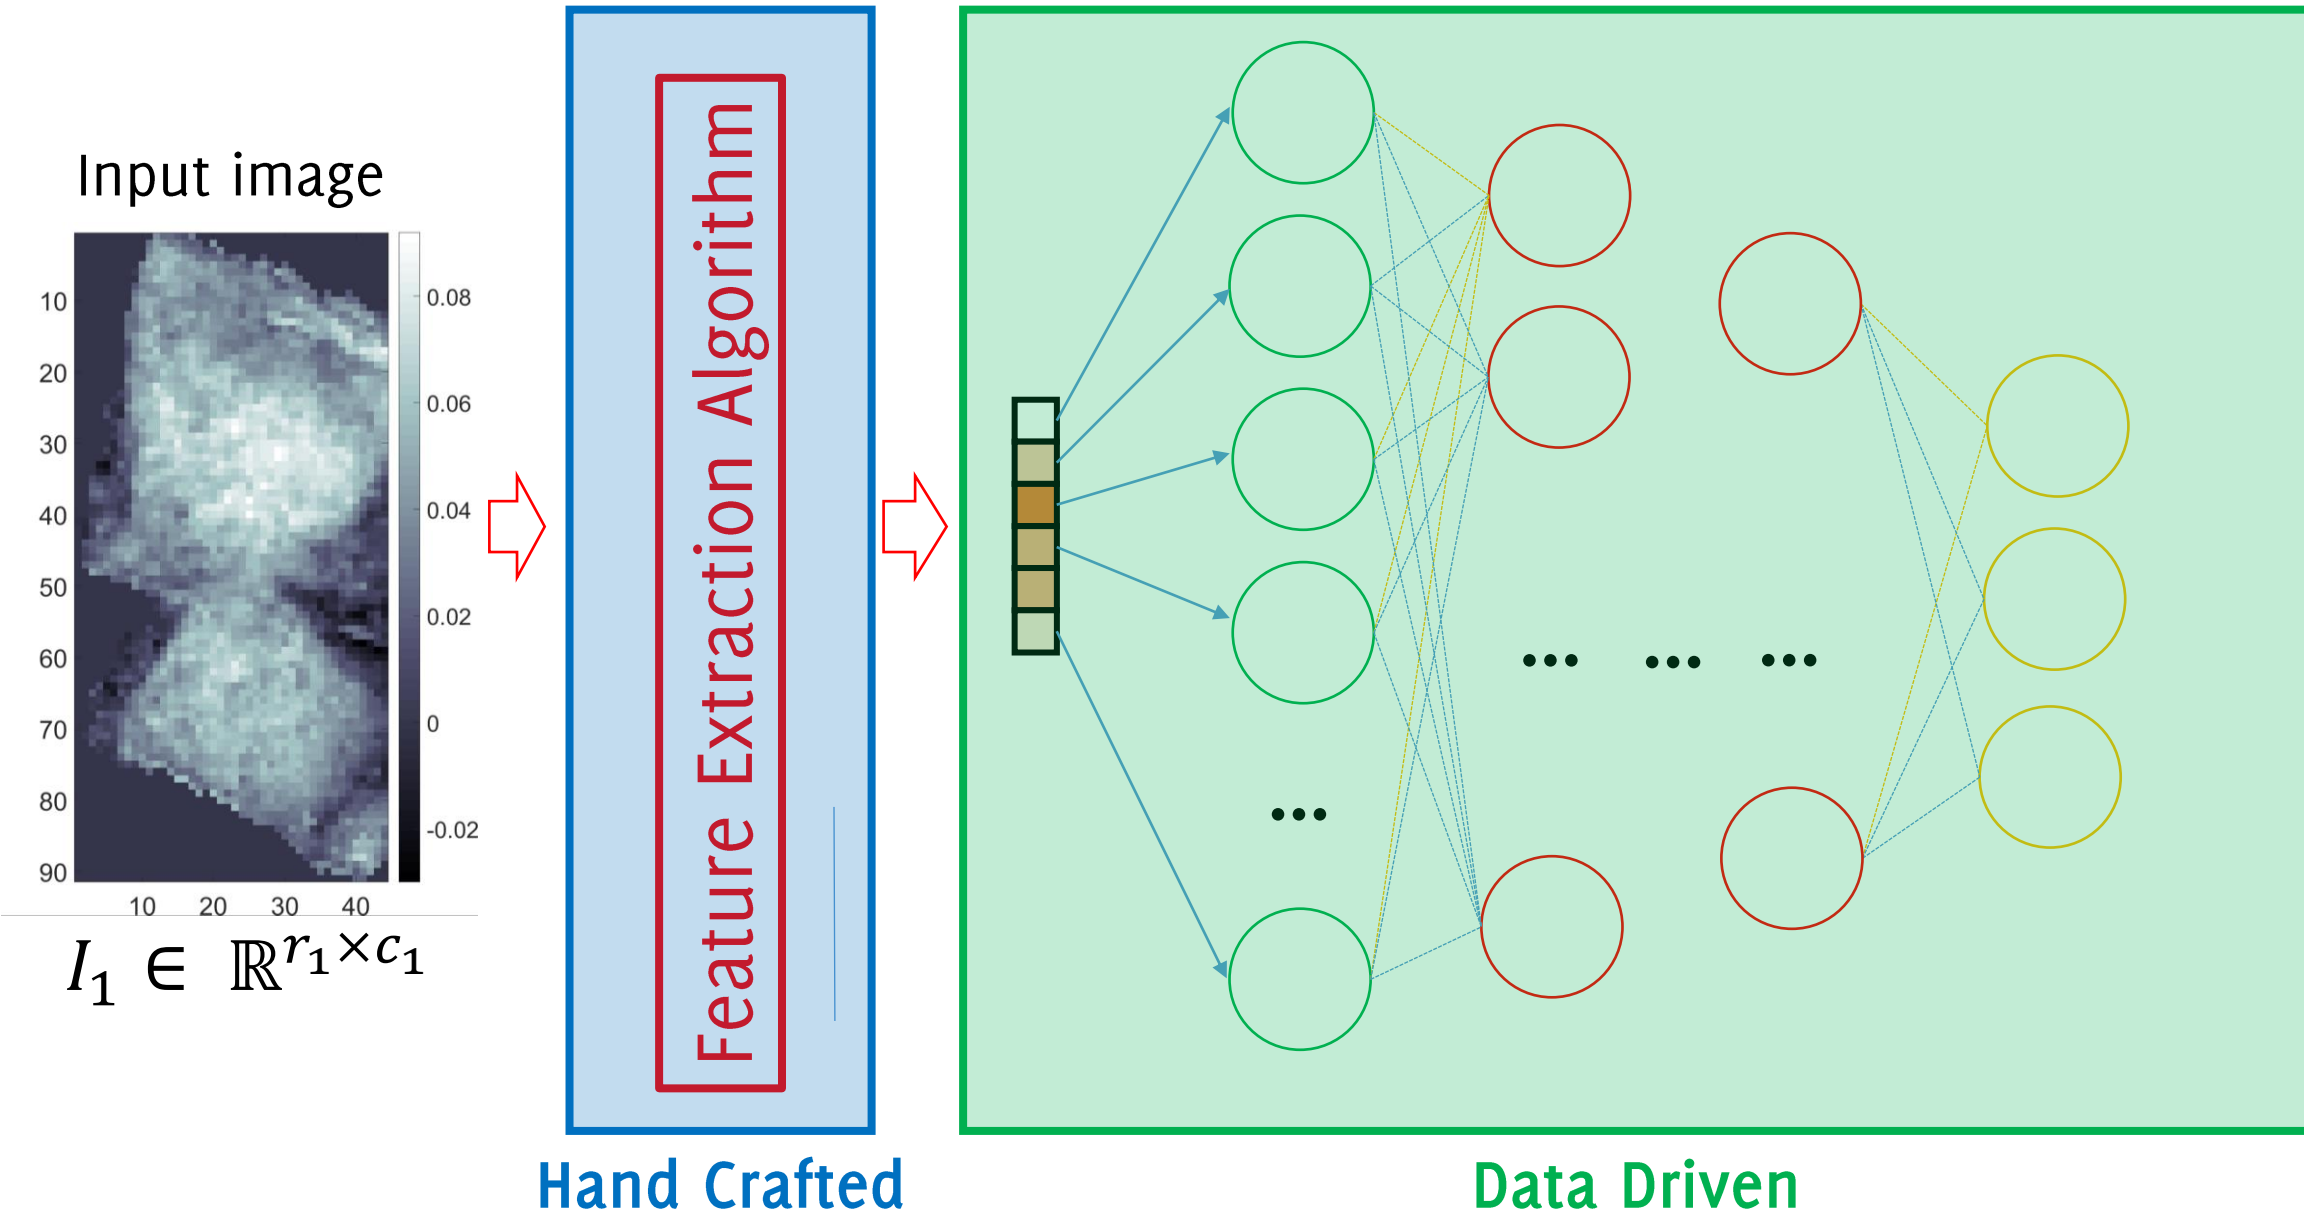 Input image
10
20
30
40
50
60
70
80
90
10 20 30 40
0.08
0.06
0.04
0.02
0
-0.02
I₁ ∈ ℝ^{r₁×c₁}
Feature Extraction Algorithm
Hand Crafted
••• ••• •••
•••
Data Driven